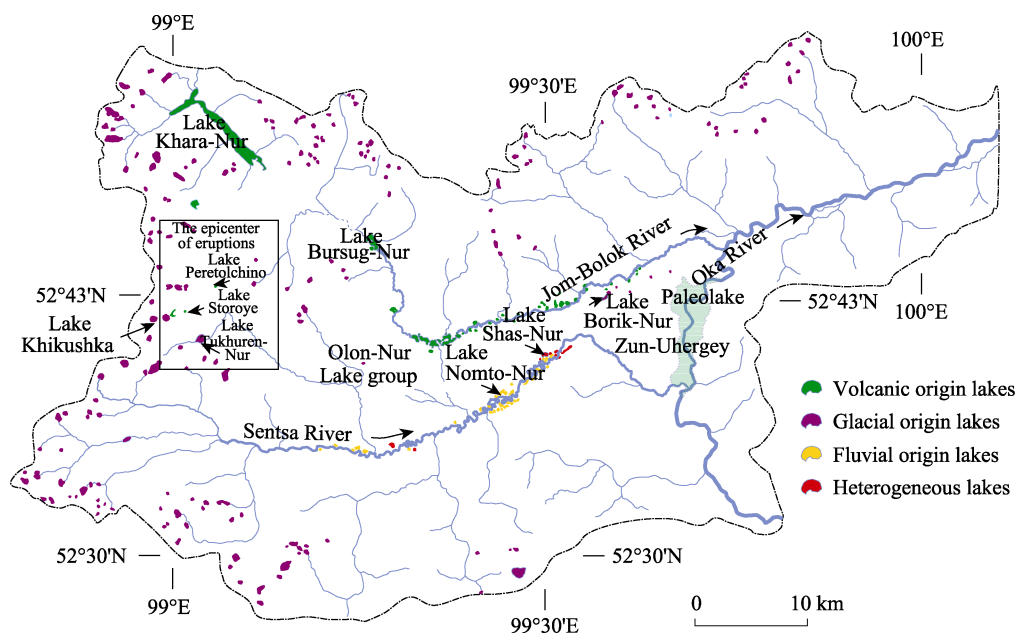 99°E
100°E
99°30'E
Lake
Khara-Nur
The epicenter
of eruptions
Lake
Peretolchino
Lake
Storoye
Lake
Tukhuren-
Nur
Lake
Bursug-Nur
Jom-Bolok River
Oka River
52°43'N
Lake
Khikushka
Olon-Nur
Lake group
Lake
Shas-Nur
Lake
Nomto-Nur
Lake
Borik-Nur
Paleolake
Zun-Uhergey
52°43'N
100°E
Sentsa River
Volcanic origin lakes
Glacial origin lakes
Fluvial origin lakes
Heterogeneous lakes
52°30'N
52°30'N
99°E
99°30'E
0 10 km